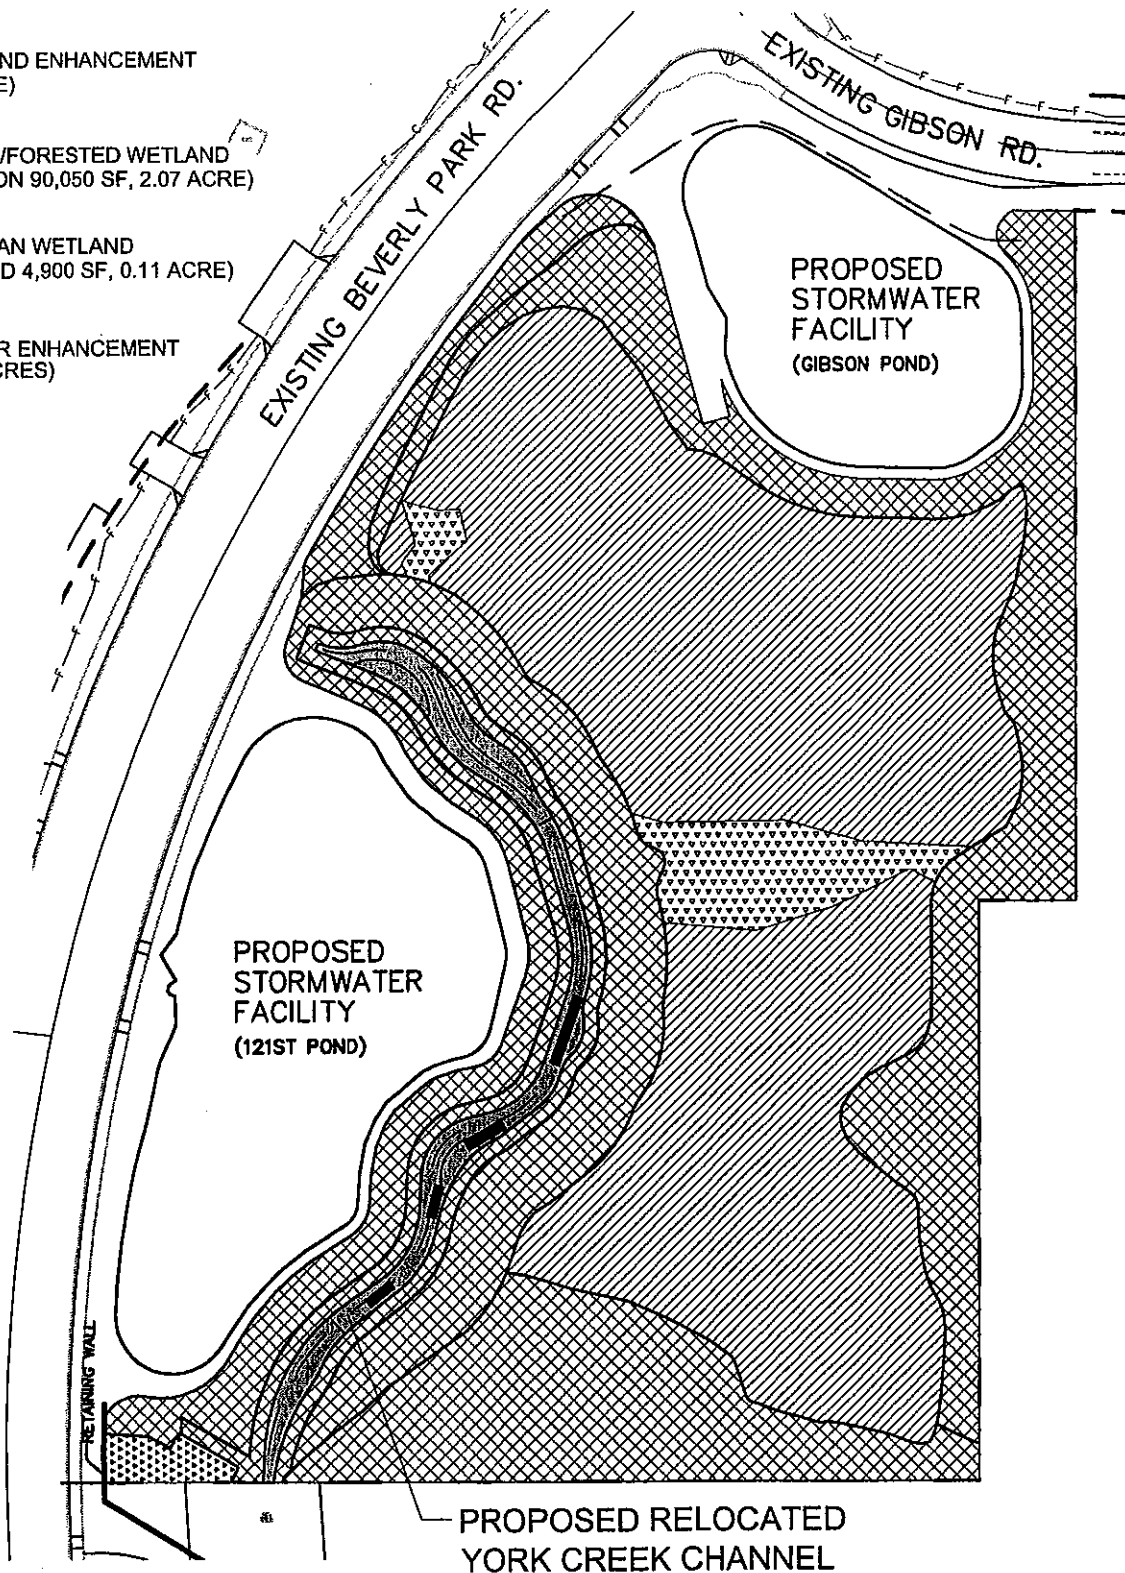 ND ENHANCEMENT
E)
/FORESTED WETLAND
ON 90,050 SF, 2.07 ACRE)
AN WETLAND
D 4,900 SF, 0.11 ACRE)
R ENHANCEMENT
CRES)
EXISTING BEVERLY PARK RD.
EXISTING GIBSON RD.
PROPOSED
STORMWATER
FACILITY
(GIBSON POND)
PROPOSED
STORMWATER
FACILITY
(121ST POND)
RETAINING WALL
PROPOSED RELOCATED
YORK CREEK CHANNEL